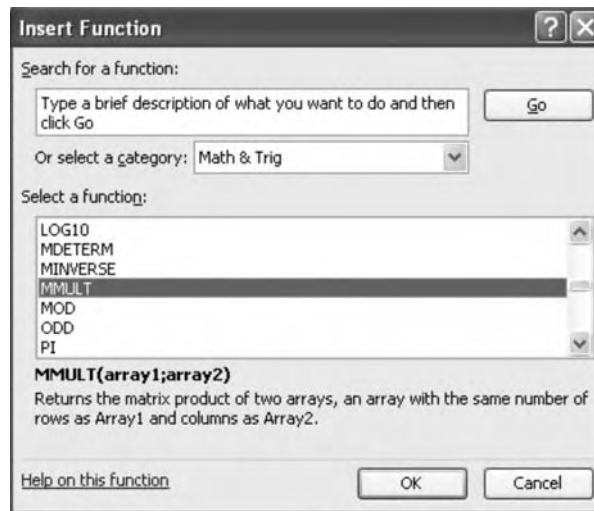 Insert Function
Search for a function:
Type a brief description of what you want to do and then
click Go
Go
Or select a category: Math & Trig
Select a function:
LOG10
MDETERM
MINVERSE
MMULT
MOD
ODD
PI
MMULT(array1;array2)
Returns the matrix product of two arrays, an array with the same number of
rows as Array1 and columns as Array2.
Help on this function
OK
Cancel